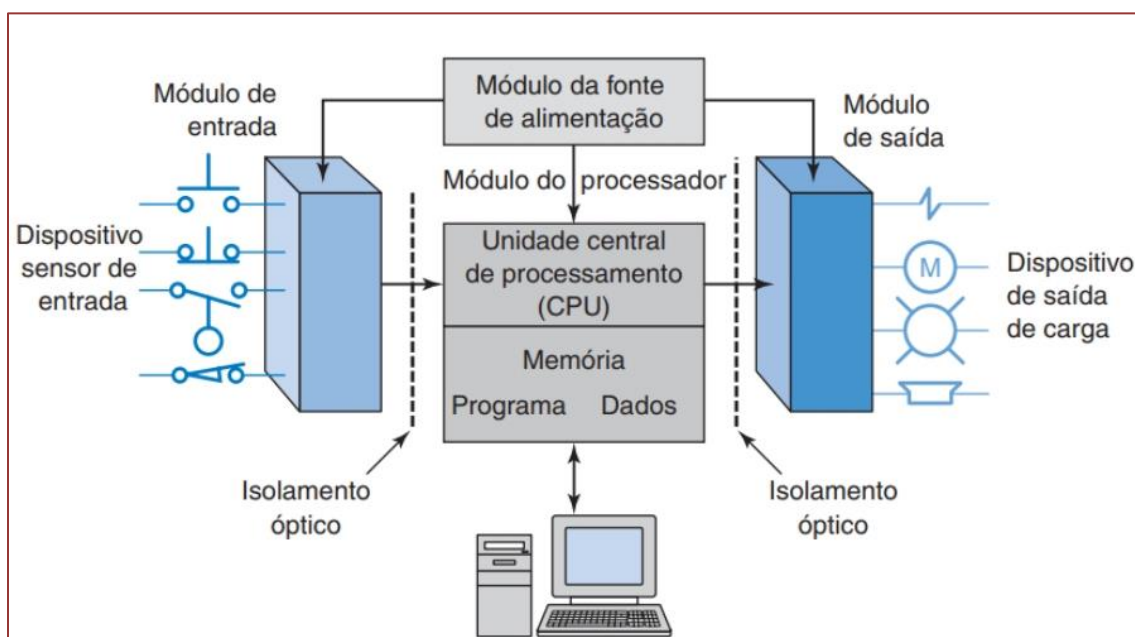 Módulo da fonte
de alimentação
Módulo de
entrada
Módulo
de saída
Módulo do processador
Dispositivo
sensor de
entrada
Unidade central
de processamento
(CPU)
M
Dispositivo
de saída
de carga
Memória
Programa Dados
Isolamento
óptico
Isolamento
óptico